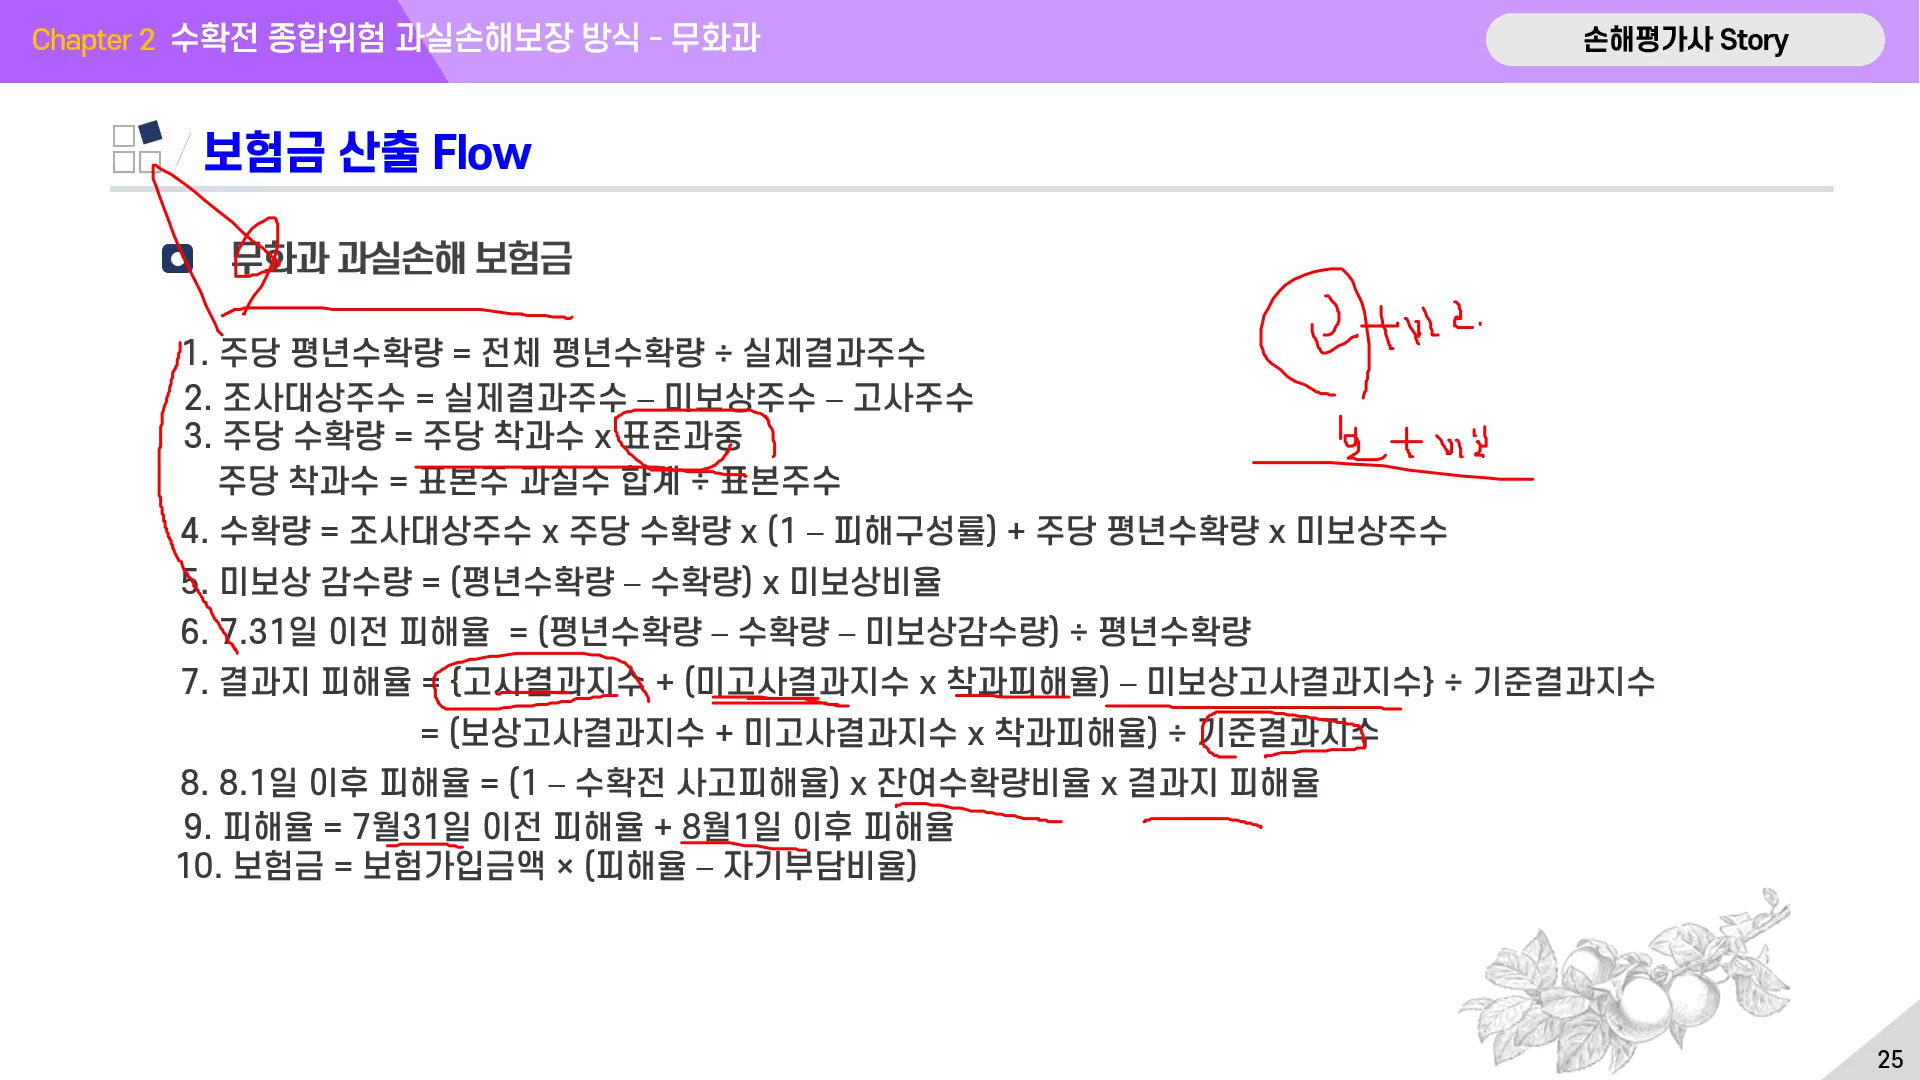 Chapter 2 수확전 종합위험 과실손해보장 방식 - 무화과
손해평가사 Story
보험금 산출 Flow
무화과 과실손해 보험금
1. 주당 평년수확량 = 전체 평년수확량 ÷ 실제결과주수
2. 조사대상주수 = 실제결과주수 – 미보상주수 – 고사주수
3. 주당 수확량 = 주당 착과수 x 표준과중
주당 착과수 = 표본수 과실수 합계 ÷ 표본주수
4. 수확량 = 조사대상주수 x 주당 수확량 x (1 – 피해구성률) + 주당 평년수확량 x 미보상주수
5. 미보상 감수량 = (평년수확량 – 수확량) x 미보상비율
6. 7.31일 이전 피해율 = (평년수확량 – 수확량 – 미보상감수량) ÷ 평년수확량
7. 결과지 피해율 = {고사결과지수 + (미고사결과지수 x 착과피해율) – 미보상고사결과지수} ÷ 기준결과지수
= (보상고사결과지수 + 미고사결과지수 x 착과피해율) ÷ 기준결과지수
8. 8.1일 이후 피해율 = (1 – 수확전 사고피해율) x 잔여수확량비율 x 결과지 피해율
9. 피해율 = 7월31일 이전 피해율 + 8월1일 이후 피해율
10. 보험금 = 보험가입금액 × (피해율 – 자기부담비율)
25